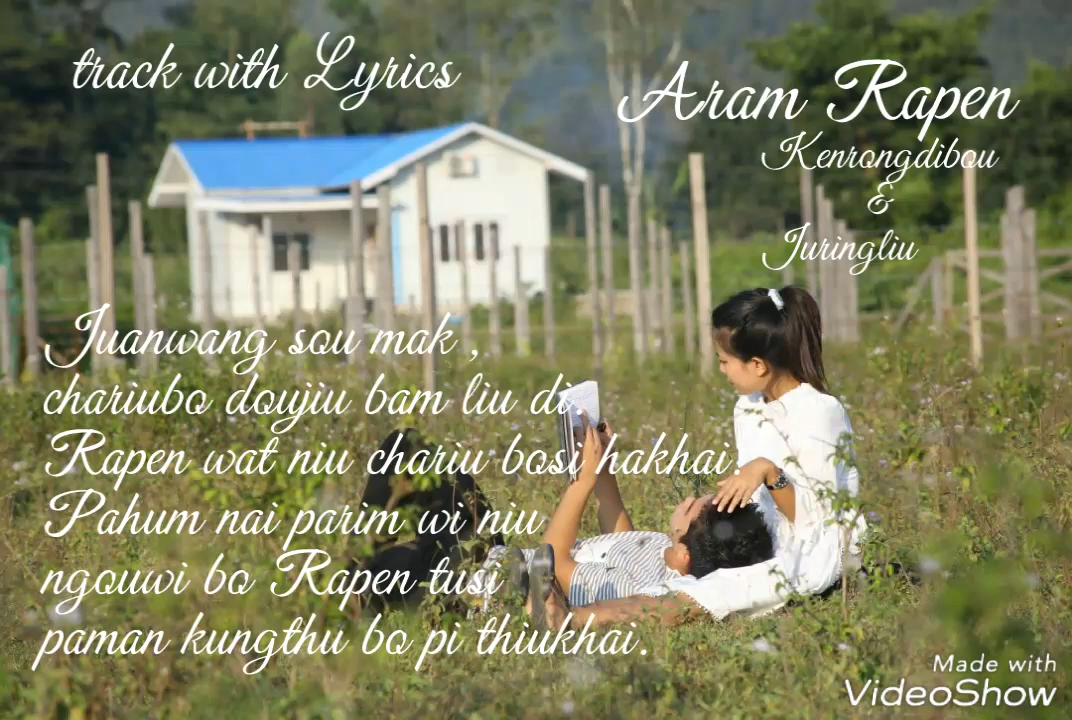 track with Lyrics
Aram Rapen
Kenrongdibou
&
Juringliu
Juanwang sou mak ,
chariubo doujiu bam liu di.
Rapen wat niu chariu bosi hakhai.
Pahum nai parim wi niu
ngouwi bo Rapen tusi
paman kungthu bo pi thiukhai.
Made with
VideoShow